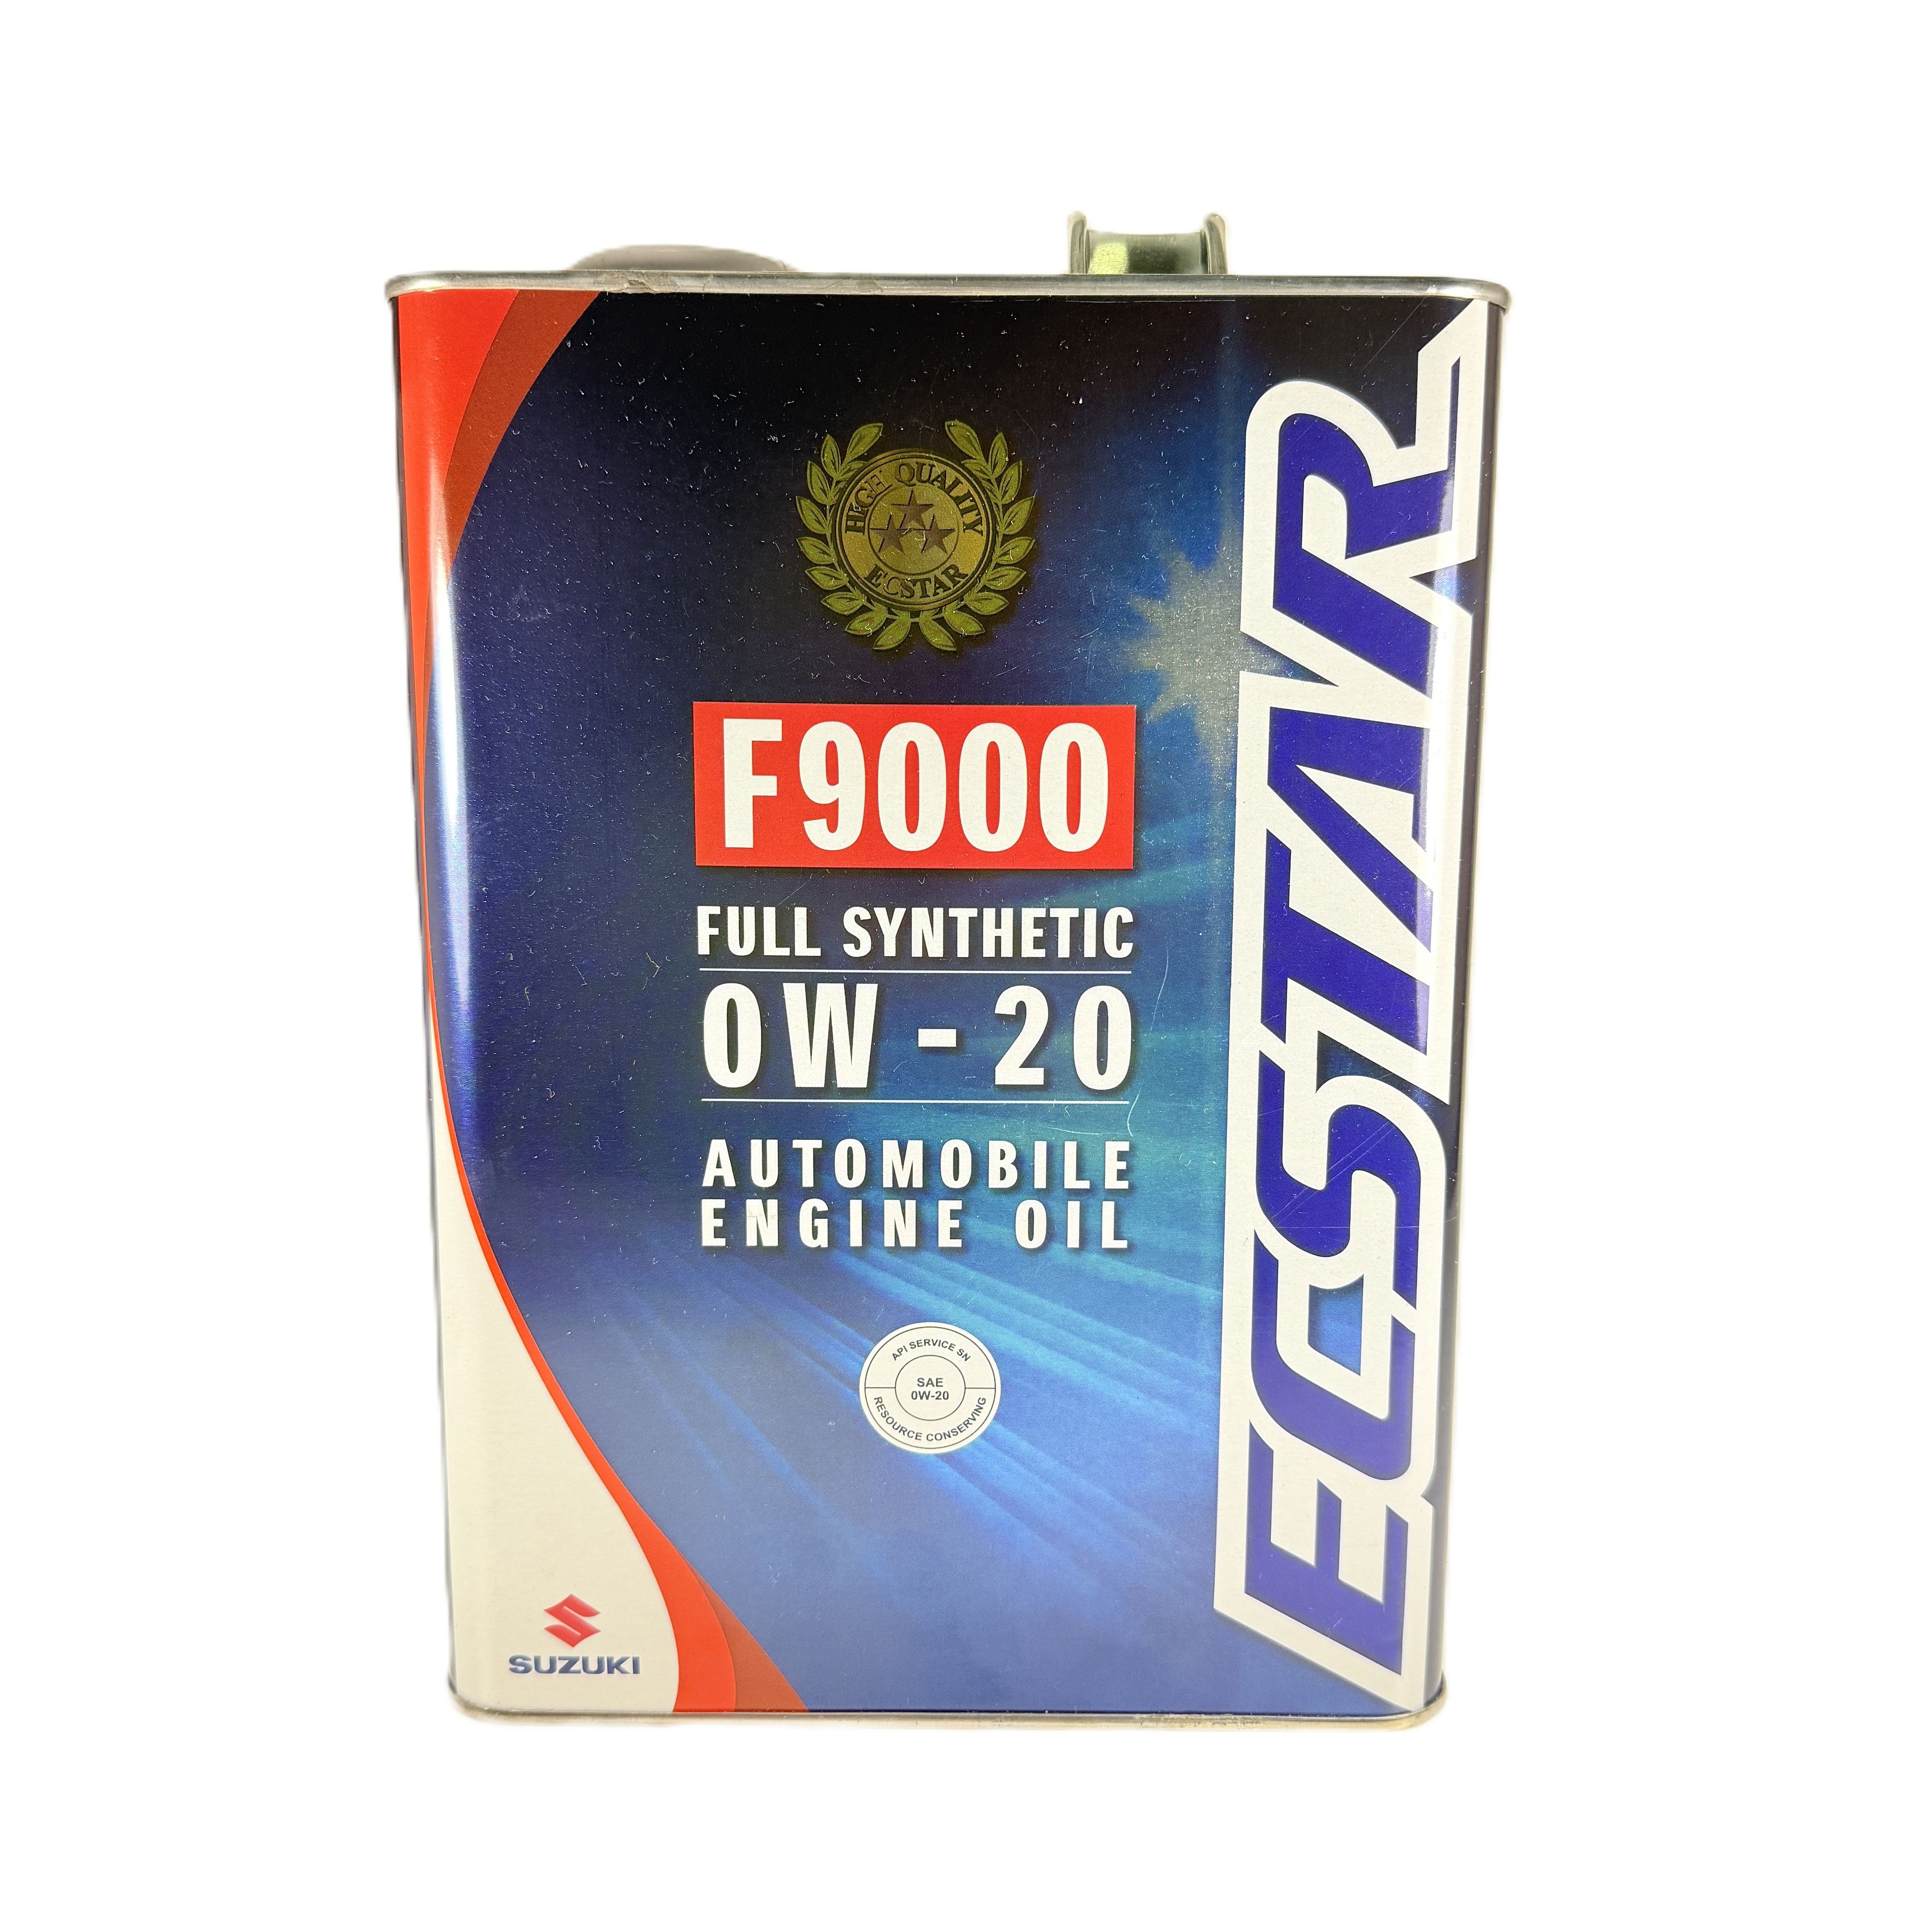 HIGH QUALITY
ECSTAR
F9000
FULL SYNTHETIC
0W-20
AUTOMOBILE
ENGINE OIL
API SERVICE SN
SAE
0W-20
RESOURCE CONSERVING
SUZUKI
ECSTAR